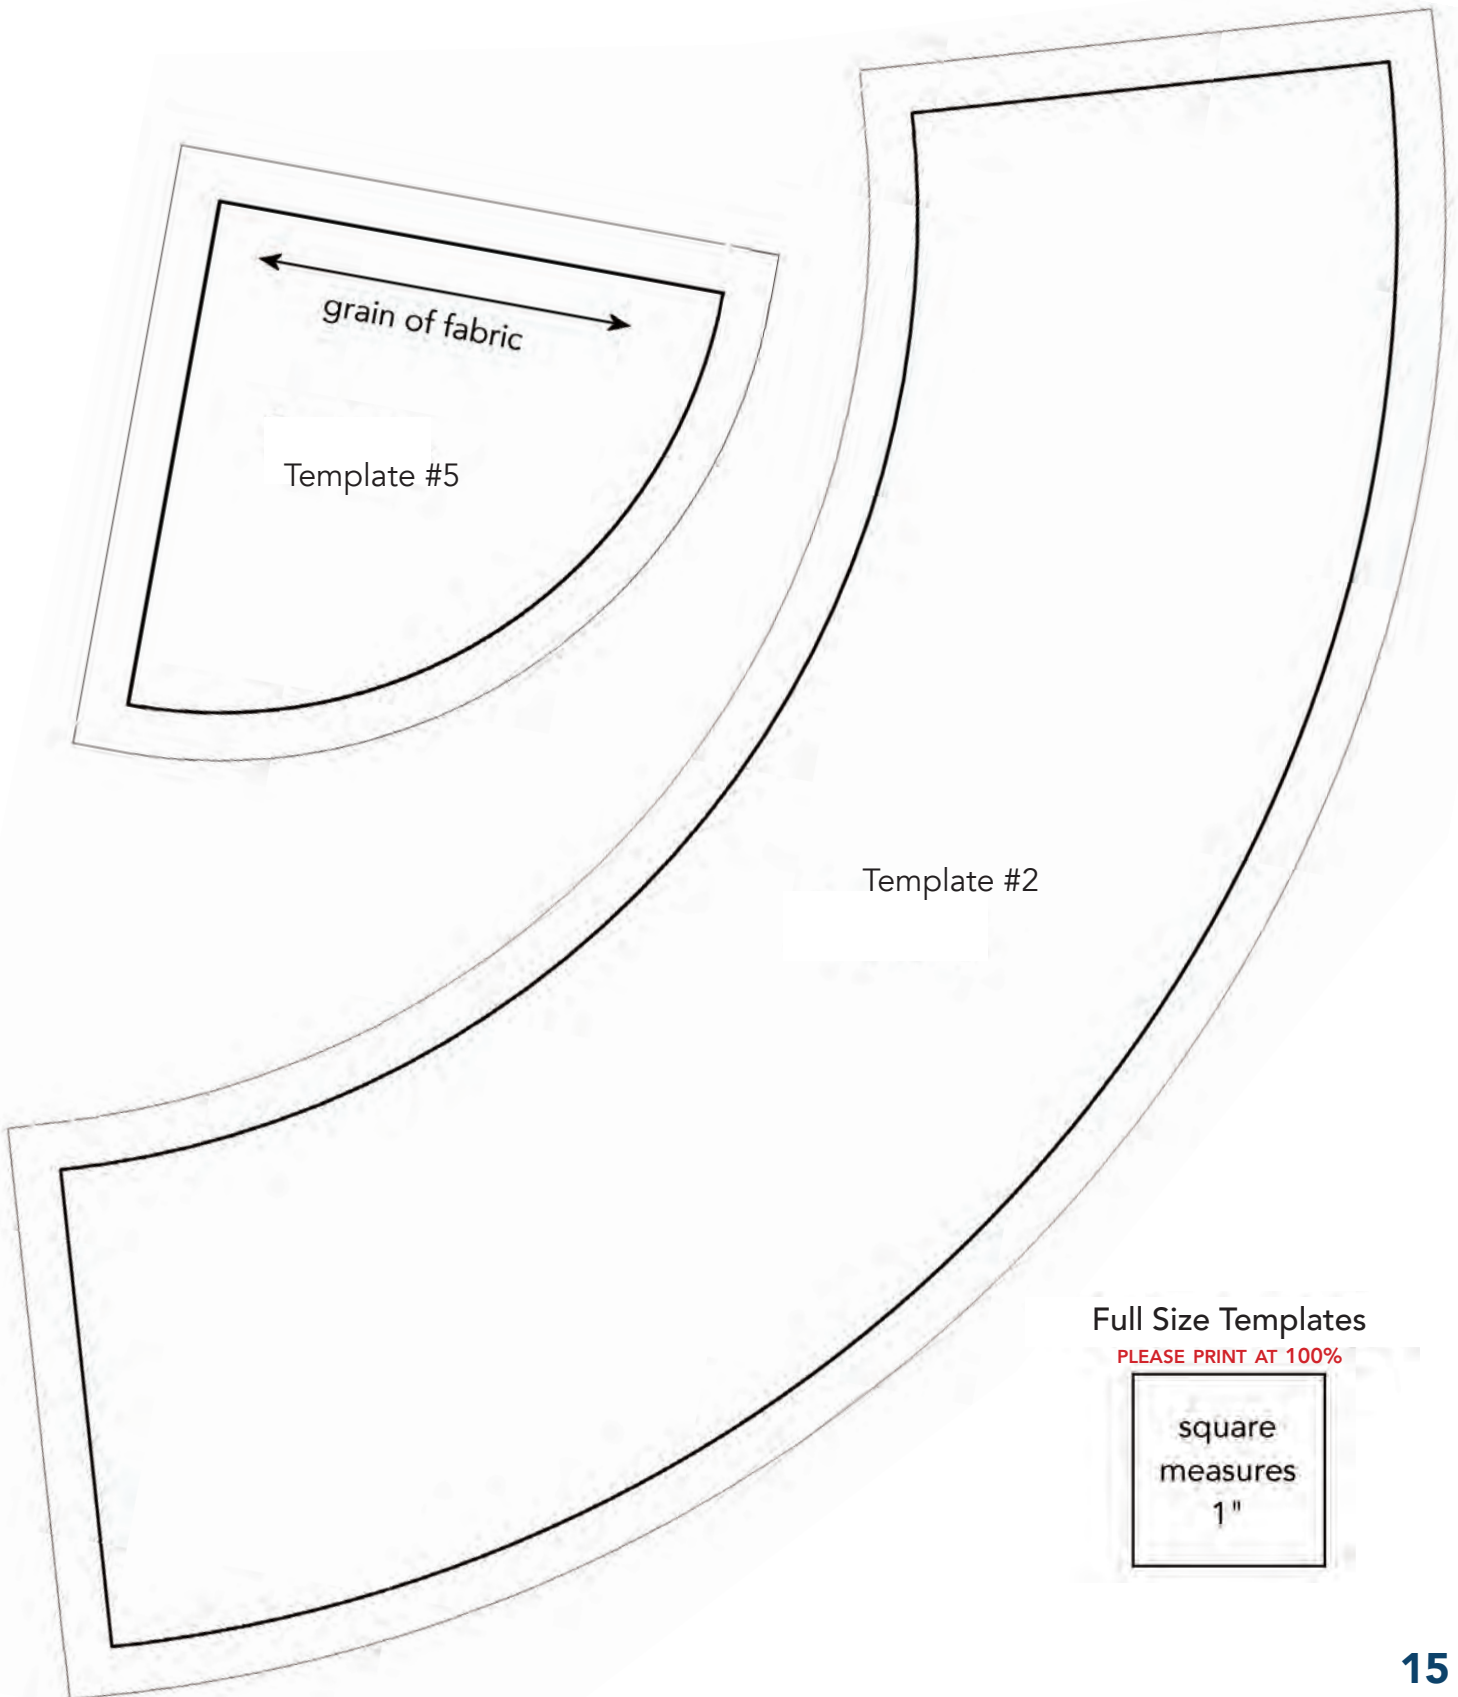 grain of fabric
Template #5
Template #2
Full Size Templates
PLEASE PRINT AT 100%
square
measures
1"
15